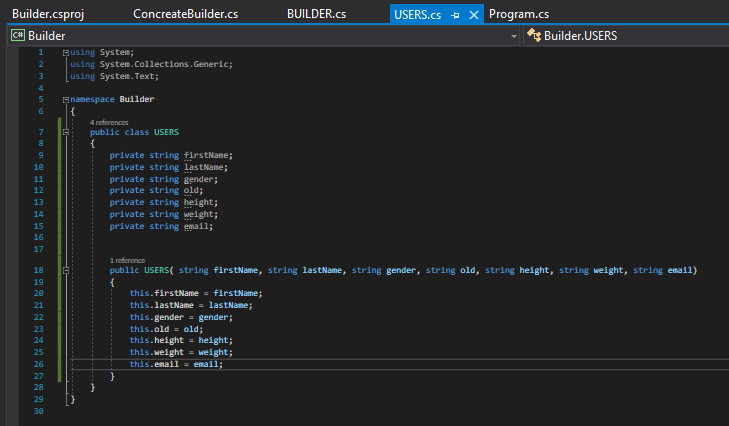 Builder.csproj ConcreateBuilder.cs BUILDER.cs USERS.cs Program.cs
C# Builder Builder.USERS
1 using System;
2 using System.Collections.Generic;
3 using System.Text;
4
5 namespace Builder
6 {
4 references
7 public class USERS
8 {
9 private string firstName;
10 private string lastName;
11 private string gender;
12 private string old;
13 private string height;
14 private string weight;
15 private string email;
16
17
1 reference
18 public USERS( string firstName, string lastName, string gender, string old, string height, string weight, string email)
19 {
20 this.firstName = firstName;
21 this.lastName = lastName;
22 this.gender = gender;
23 this.old = old;
24 this.height = height;
25 this.weight = weight;
26 this.email = email;
27 }
28 }
29 }
30